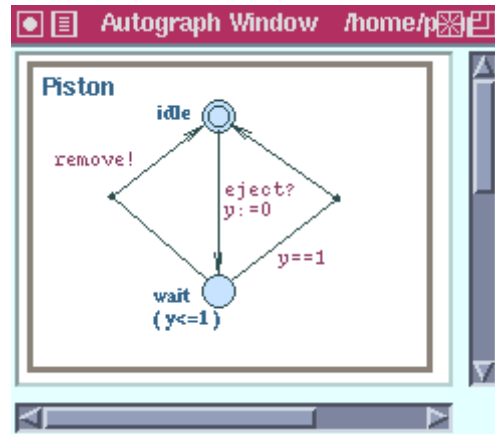 Autograph Window /home/p
Piston
idle
remove!
eject?
y:=0
y==1
wait
(y<=1)